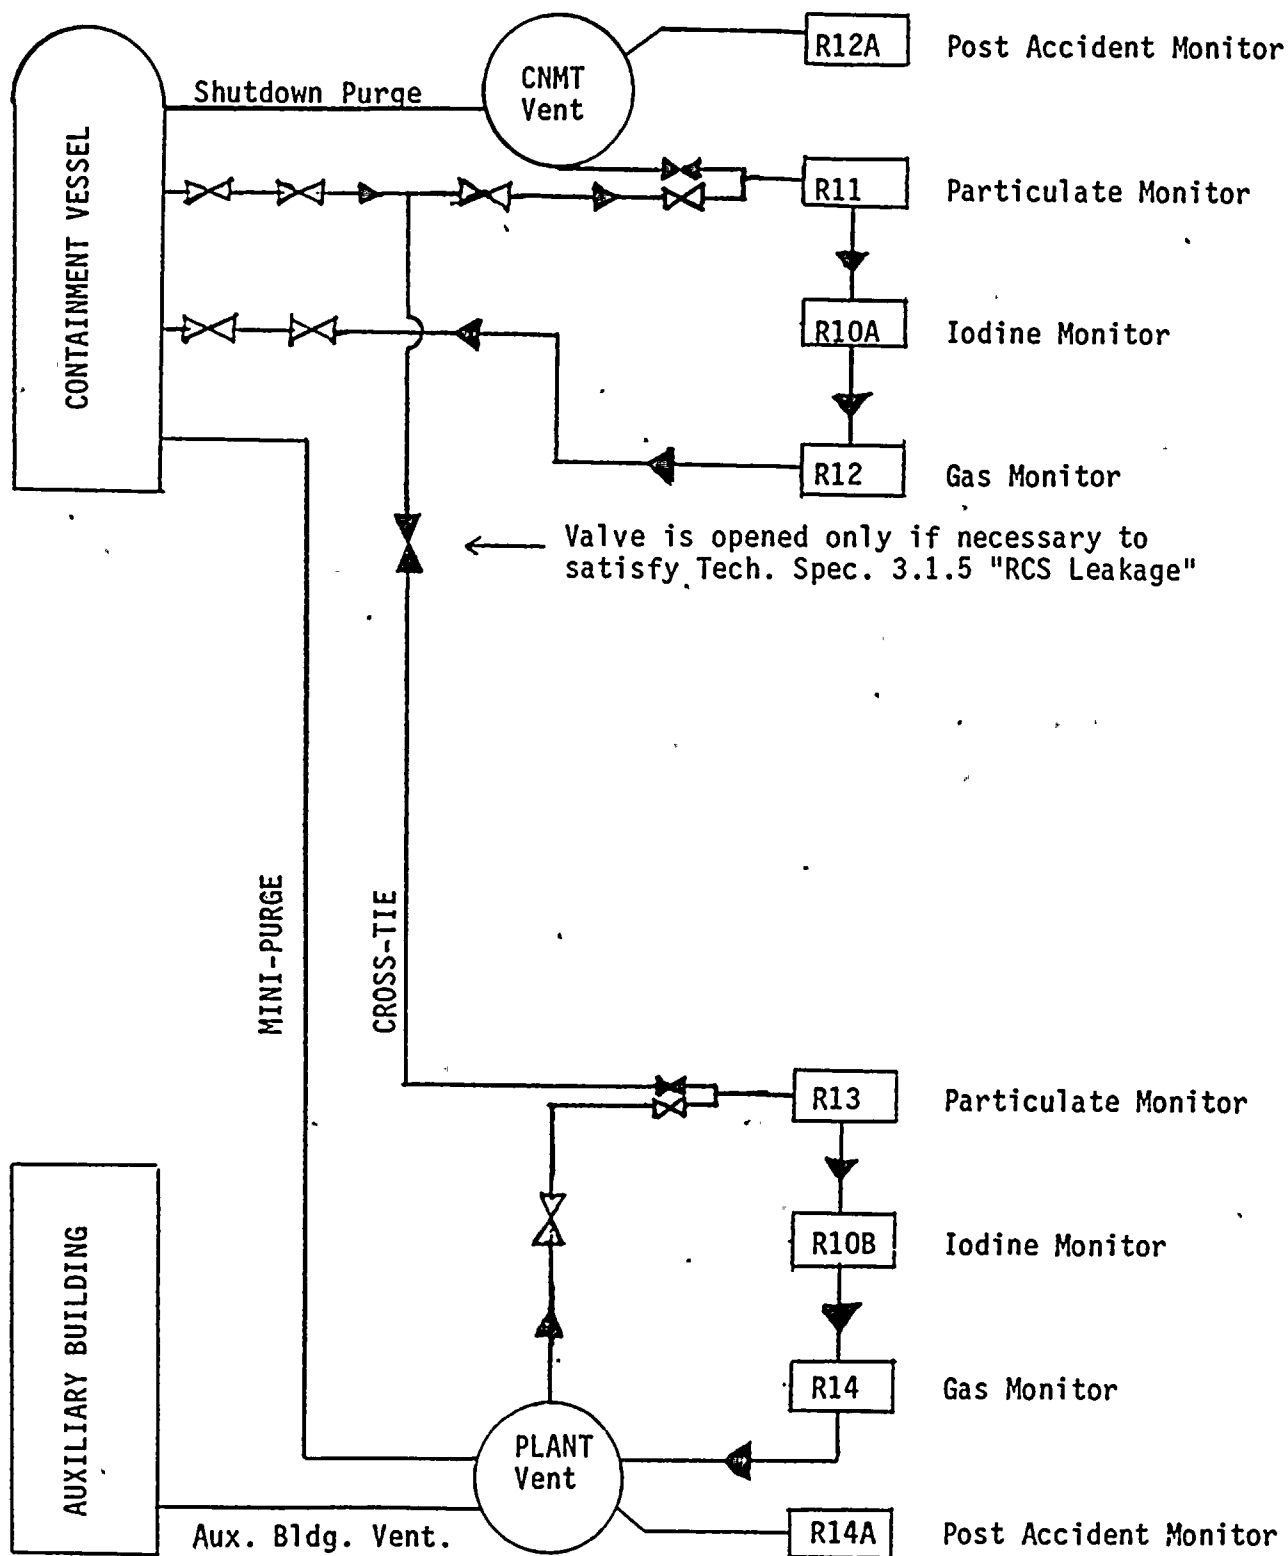 R12A Post Accident Monitor
CNMT
Vent
Shutdown Purge
CONTAINMENT VESSEL
R11 Particulate Monitor
R10A Iodine Monitor
R12 Gas Monitor
Valve is opened only if necessary to
satisfy Tech. Spec. 3.1.5 "RCS Leakage"
MINI-PURGE
CROSS-TIE
R13 Particulate Monitor
R10B Iodine Monitor
AUXILIARY BUILDING
R14 Gas Monitor
PLANT
Vent
Aux. Bldg. Vent.
R14A Post Accident Monitor